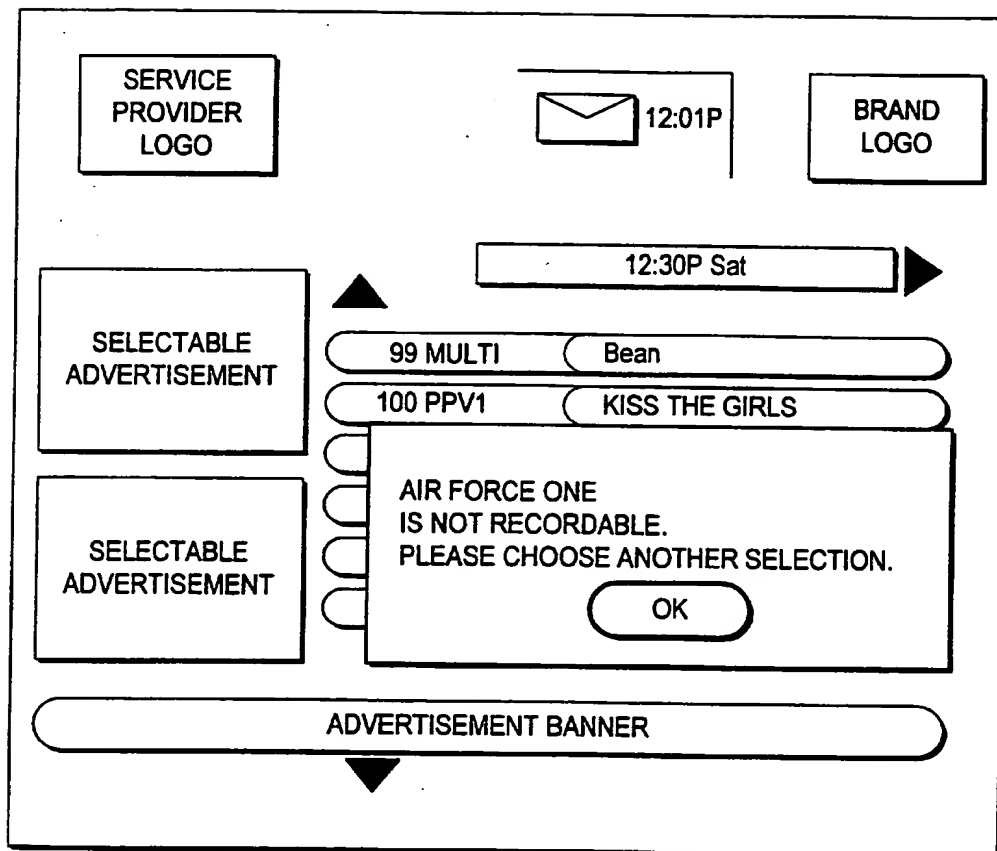 SERVICE
PROVIDER
LOGO
12:01P
BRAND
LOGO
12:30P Sat
SELECTABLE
ADVERTISEMENT
99 MULTI Bean
100 PPV1 KISS THE GIRLS
AIR FORCE ONE
IS NOT RECORDABLE.
PLEASE CHOOSE ANOTHER SELECTION.
OK
SELECTABLE
ADVERTISEMENT
ADVERTISEMENT BANNER